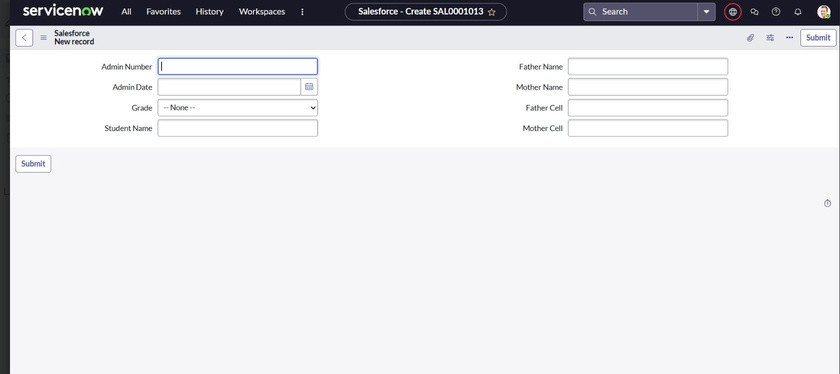 servicenow All Favorites History Workspaces Salesforce - Create SAL0001013 Search
Salesforce
New record
Submit
Admin Number
Father Name
Admin Date
Mother Name
Grade -- None --
Father Cell
Student Name
Mother Cell
Submit